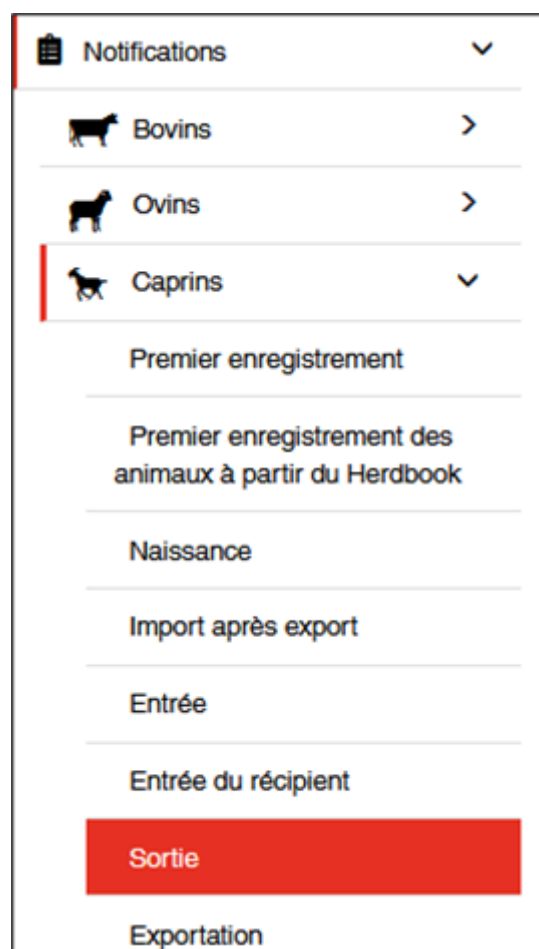 Notifications
Bovins
Ovins
Caprins
Premier enregistrement
Premier enregistrement des
animaux à partir du Herdbook
Naissance
Import après export
Entrée
Entrée du récipient
Sortie
Exportation